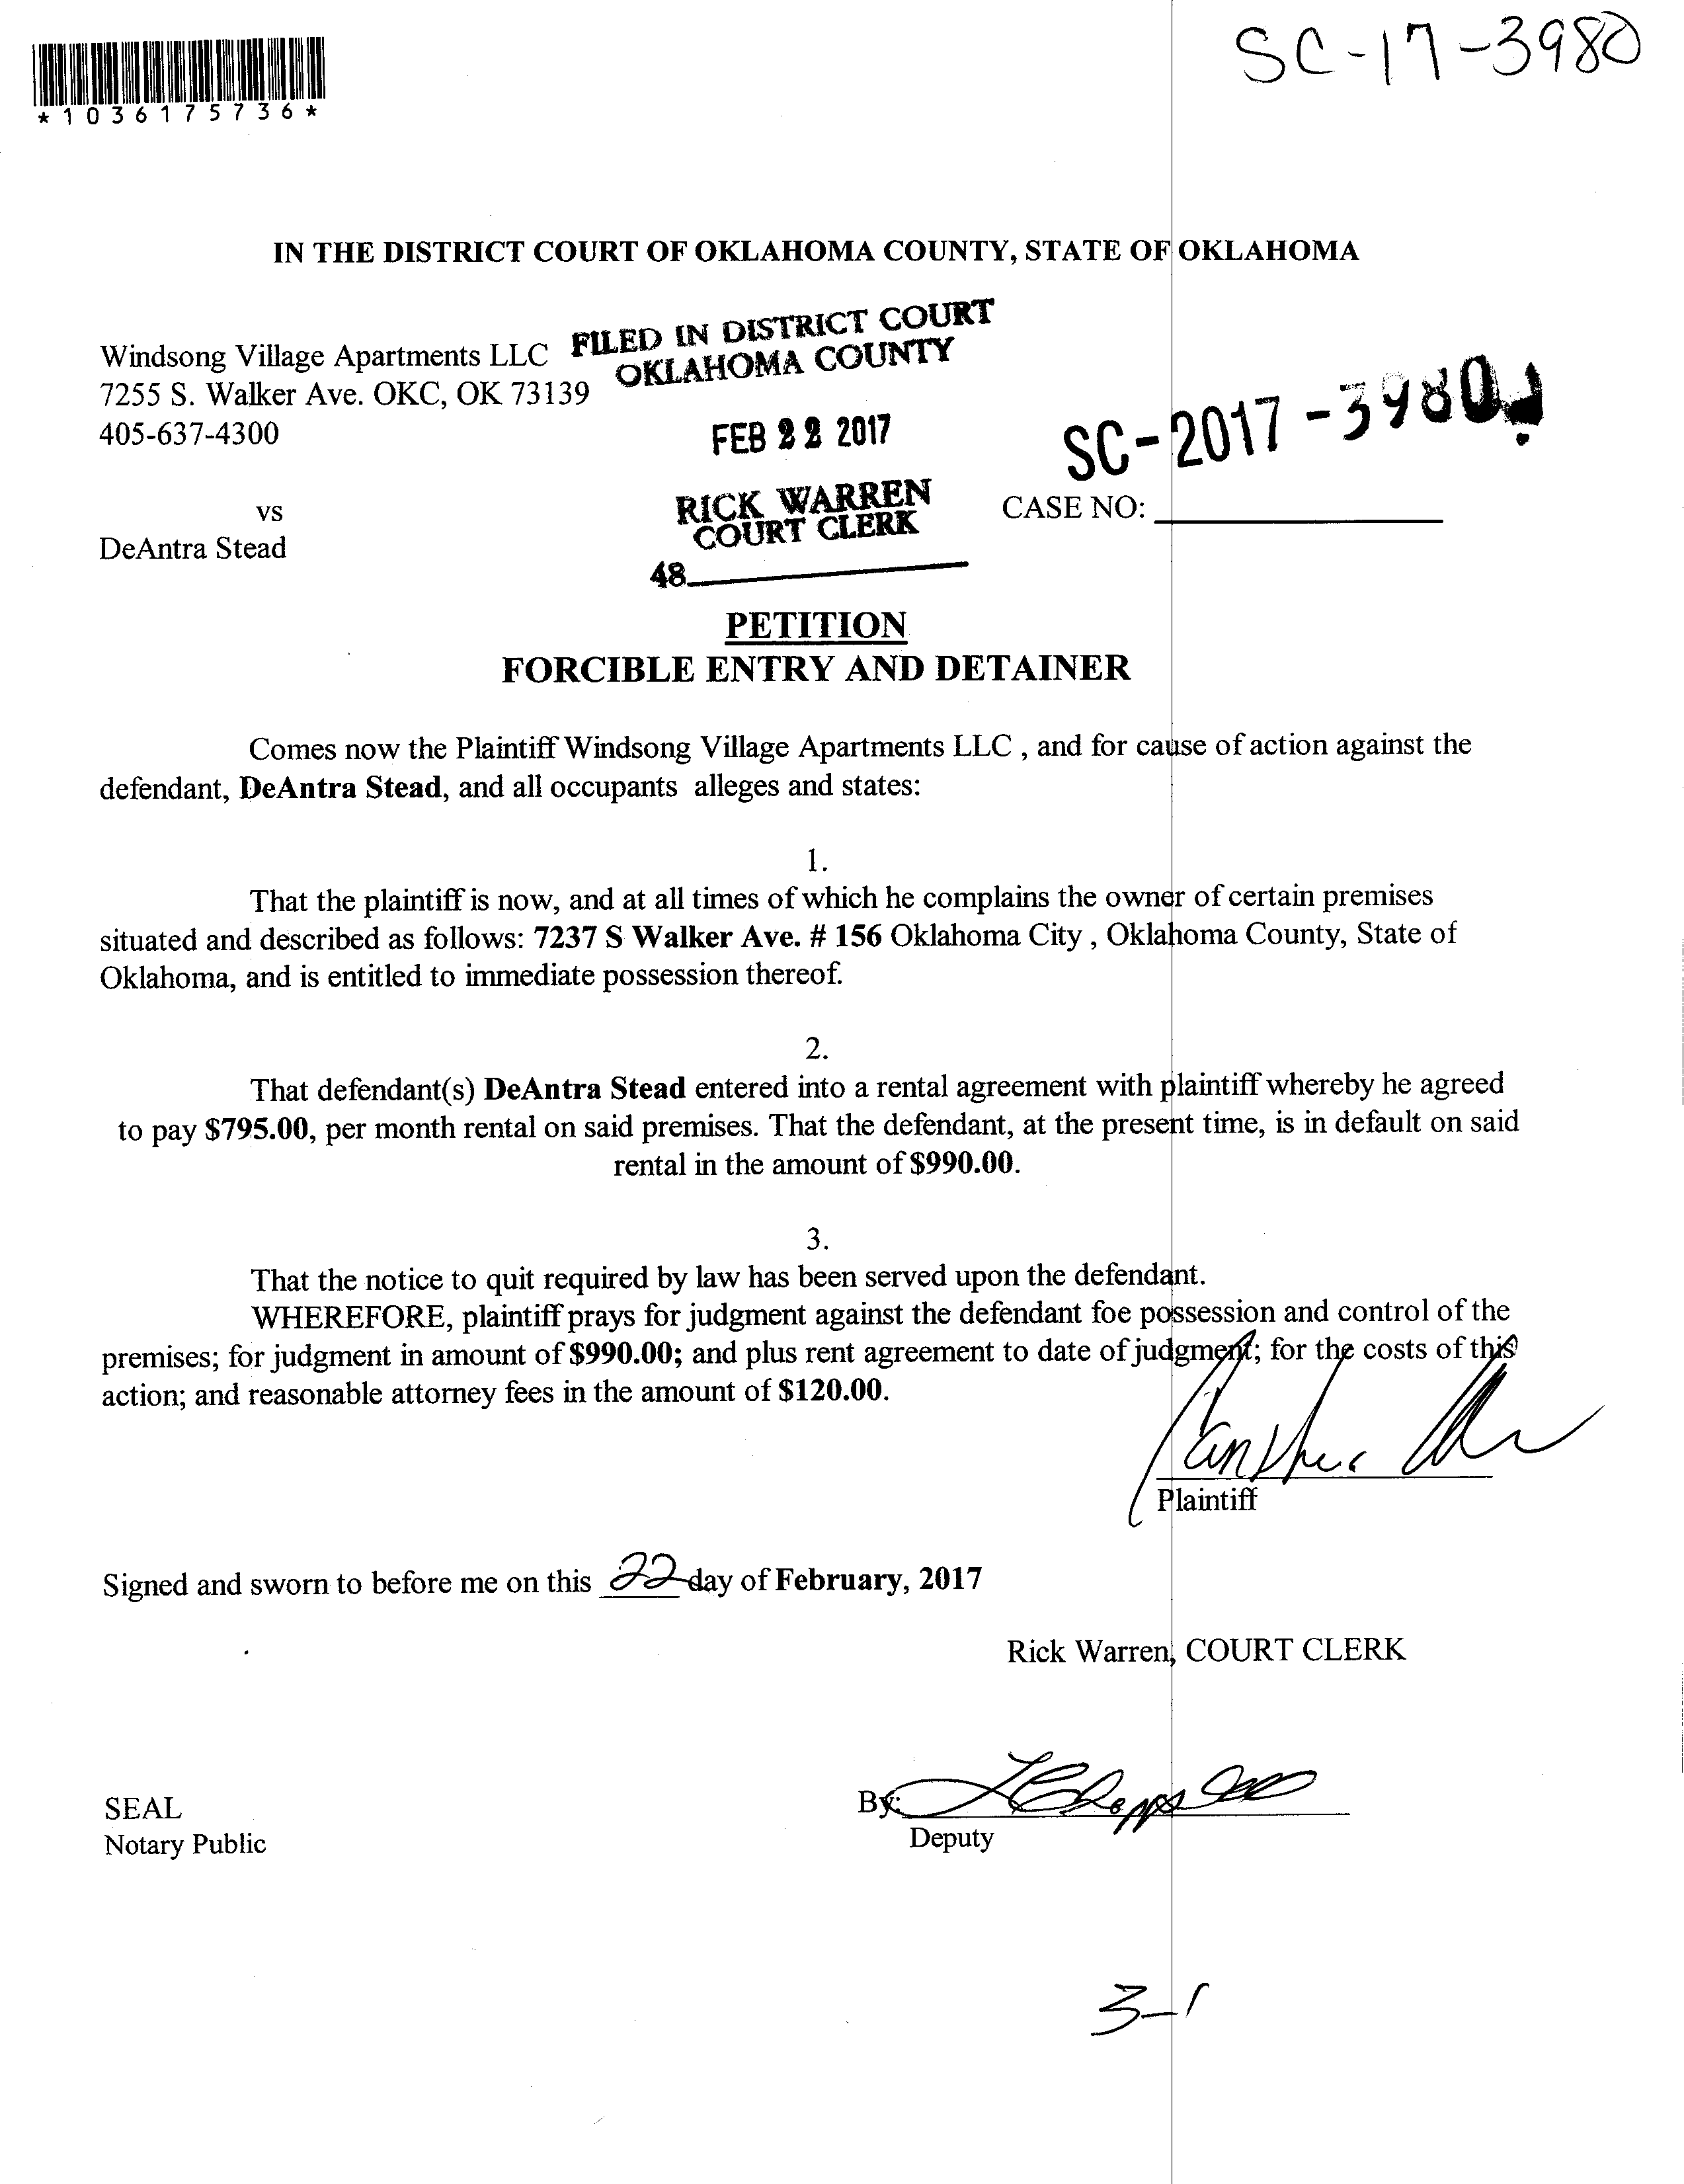 SC-17-3980
*1036175736*
IN THE DISTRICT COURT OF OKLAHOMA COUNTY, STATE OF OKLAHOMA
Windsong Village Apartments LLC
7255 S. Walker Ave. OKC, OK 73139
405-637-4300
FILED IN DISTRICT COURT
OKLAHOMA COUNTY
FEB 22 2017
RICK WARREN
COURT CLERK
48
SC-2017-3980
CASE NO:
vs
DeAntra Stead
PETITION
FORCIBLE ENTRY AND DETAINER
Comes now the Plaintiff Windsong Village Apartments LLC , and for cause of action against the
defendant, DeAntra Stead, and all occupants alleges and states:
1.
That the plaintiff is now, and at all times of which he complains the owner of certain premises
situated and described as follows: 7237 S Walker Ave. # 156 Oklahoma City , Oklahoma County, State of
Oklahoma, and is entitled to immediate possession thereof.
2.
That defendant(s) DeAntra Stead entered into a rental agreement with plaintiff whereby he agreed
to pay $795.00, per month rental on said premises. That the defendant, at the present time, is in default on said
rental in the amount of $990.00.
3.
That the notice to quit required by law has been served upon the defendant.
WHEREFORE, plaintiff prays for judgment against the defendant foe possession and control of the
premises; for judgment in amount of $990.00; and plus rent agreement to date of judgment; for the costs of this
action; and reasonable attorney fees in the amount of $120.00.
Plaintiff
Signed and sworn to before me on this 22 day of February, 2017
Rick Warren, COURT CLERK
SEAL
Notary Public
By:
Deputy
3-1